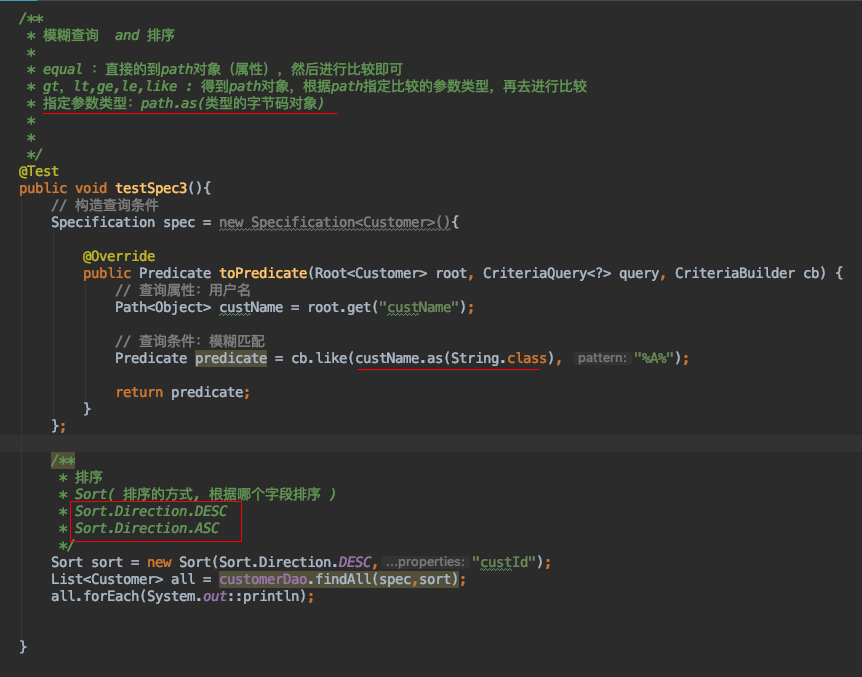 /**
 * 模糊查询  and 排序
 *
 * equal : 直接的到path对象（属性），然后进行比较即可
 * gt, lt,ge,le,like : 得到path对象，根据path指定比较的参数类型，再去进行比较
 * 指定参数类型：path.as(类型的字节码对象)
 *
 *
 */
@Test
public void testSpec3(){
    // 构造查询条件
    Specification spec = new Specification<Customer>(){
        @Override
        public Predicate toPredicate(Root<Customer> root, CriteriaQuery<?> query, CriteriaBuilder cb) {
            // 查询属性：用户名
            Path<Object> custName = root.get("custName");
            // 查询条件：模糊匹配
            Predicate predicate = cb.like(custName.as(String.class), pattern: "%A%");
            return predicate;
        }
    };
    /**
     * 排序
     * Sort( 排序的方式, 根据哪个字段排序 )
     * Sort.Direction.DESC
     * Sort.Direction.ASC
     */
    Sort sort = new Sort(Sort.Direction.DESC, ...properties: "custId");
    List<Customer> all = customerDao.findAll(spec,sort);
    all.forEach(System.out::println);
}